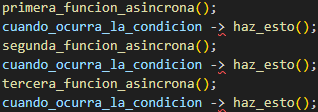 primera_funcion_asincrona();
cuando_ocurra_la_condicion -> haz_esto();
segunda_funcion_asincrona();
cuando_ocurra_la_condicion -> haz_esto();
tercera_funcion_asincrona();
cuando_ocurra_la_condicion -> haz_esto();